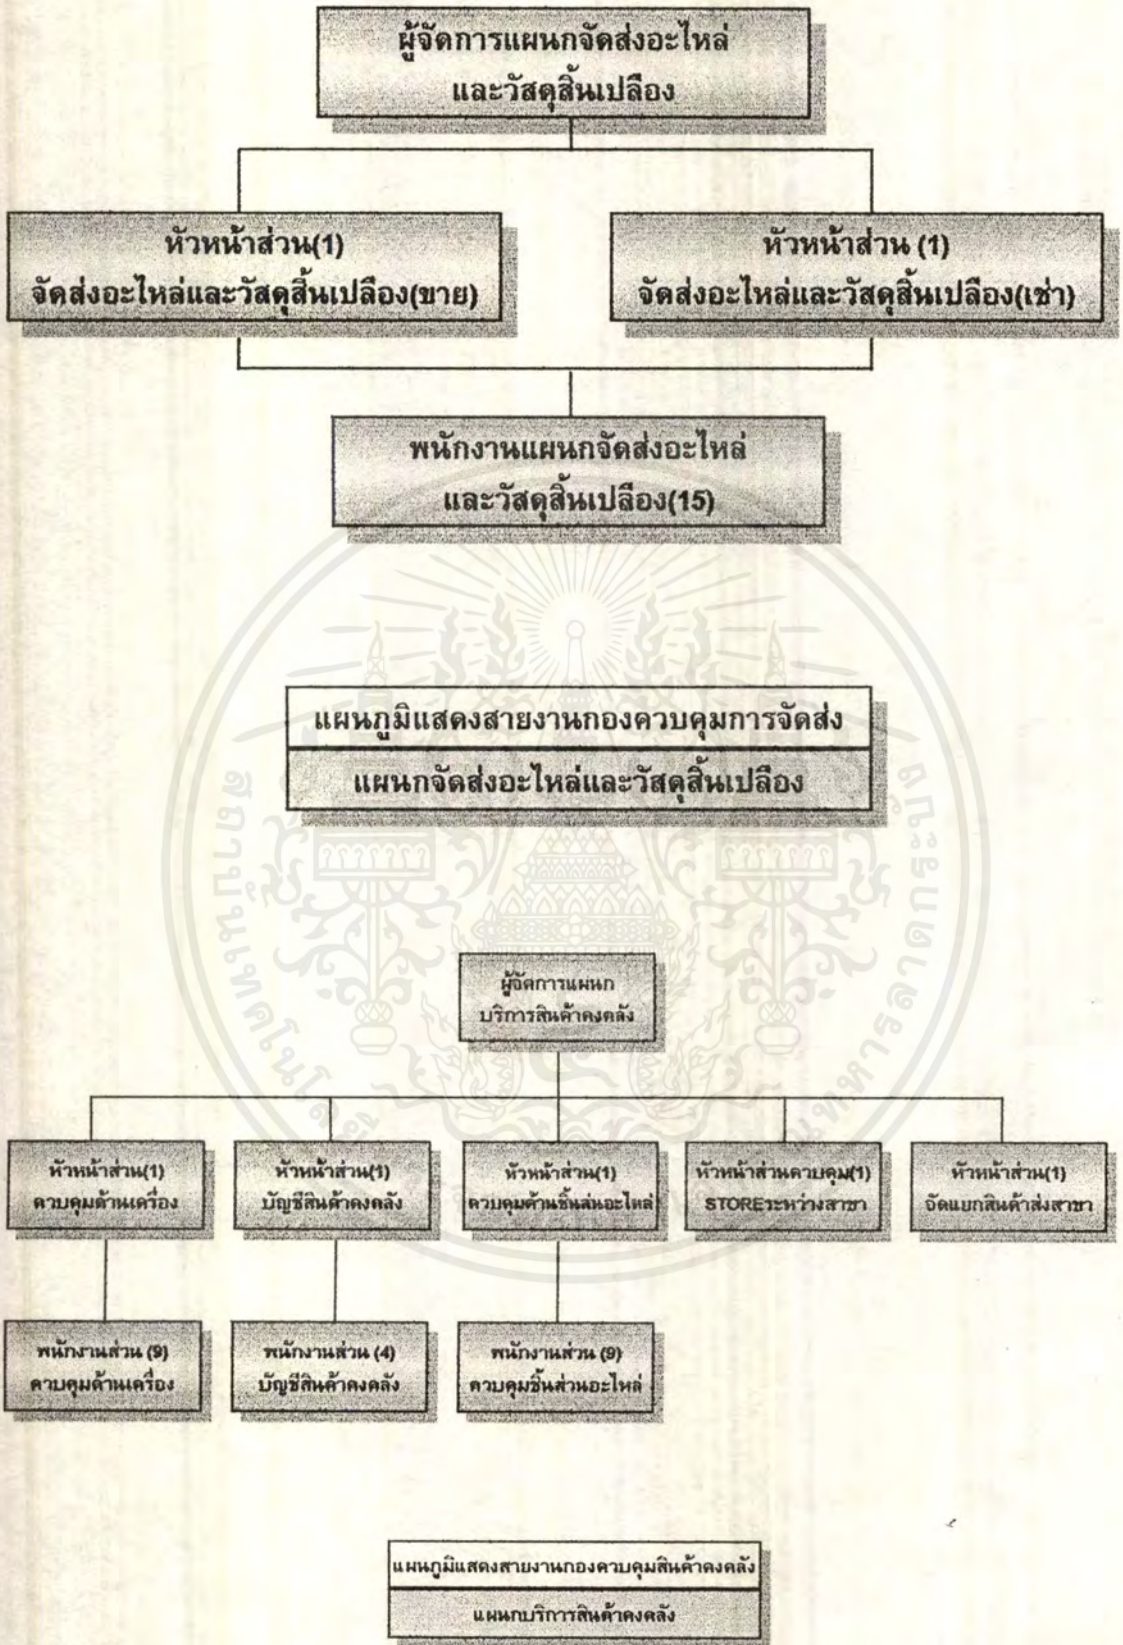 ผู้จัดการแผนกจัดส่งอะไหล่
และวัสดุสิ้นเปลือง
หัวหน้าส่วน(1)
จัดส่งอะไหล่และวัสดุสิ้นเปลือง(ขาย)
หัวหน้าส่วน (1)
จัดส่งอะไหล่และวัสดุสิ้นเปลือง(เช่า)
พนักงานแผนกจัดส่งอะไหล่
และวัสดุสิ้นเปลือง(15)
แผนภูมิแสดงสายงานกองควบคุมการจัดส่ง
แผนกจัดส่งอะไหล่และวัสดุสิ้นเปลือง
ผู้จัดการแผนก
บริการสินค้าคงคลัง
หัวหน้าส่วน(1)
ควบคุมด้านเครื่อง
หัวหน้าส่วน(1)
บัญชีสินค้าคงคลัง
หัวหน้าส่วน(1)
ควบคุมด้านชิ้นส่วนอะไหล่
หัวหน้าส่วนควบคุม(1)
STOREระหว่างสาขา
หัวหน้าส่วน(1)
จัดแยกสินค้าส่งสาขา
พนักงานส่วน (9)
ควบคุมด้านเครื่อง
พนักงานส่วน (4)
บัญชีสินค้าคงคลัง
พนักงานส่วน (9)
ควบคุมชิ้นส่วนอะไหล่
แผนภูมิแสดงสายงานกองควบคุมสินค้าคงคลัง
แผนกบริการสินค้าคงคลัง